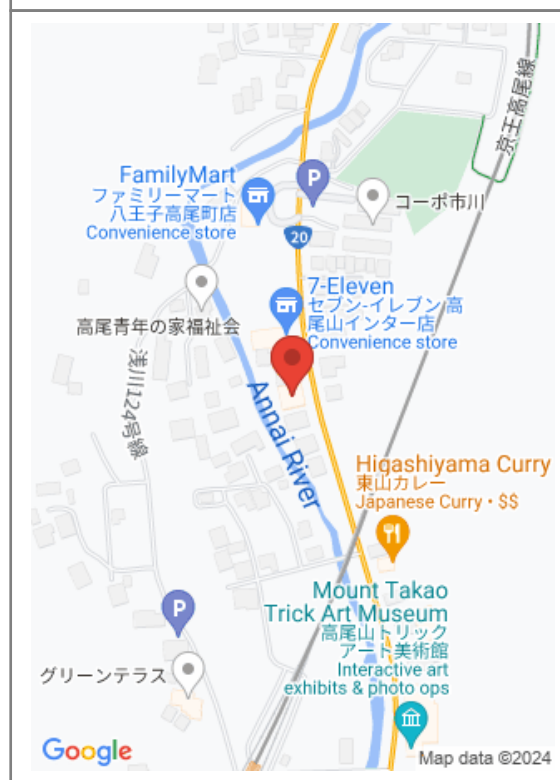 京王高尾線
FamilyMart
ファミリーマート
八王子高尾町店
Convenience store
P
コーポ市川
20
7-Eleven
セブン-イレブン 高
尾山インター店
Convenience store
高尾青年の家福祉会
浅川124号線
Annai River
Higashiyama Curry
東山カレー
Japanese Curry • $$
Mount Takao
Trick Art Museum
高尾山トリック
アート美術館
Interactive art
exhibits & photo ops
P
グリーンテラス
Google
Map data ©2024